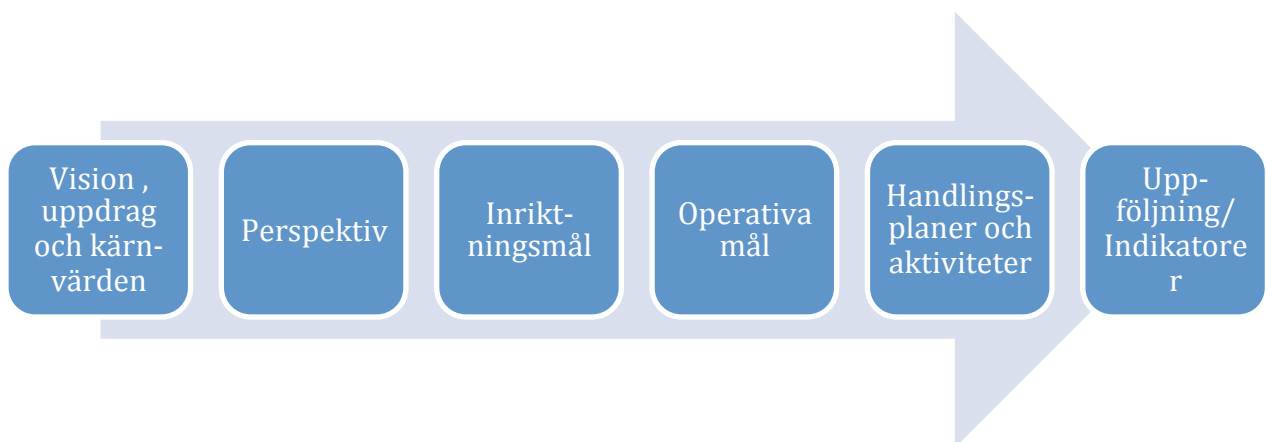 Vision ,
uppdrag
och kärn-
värden
Perspektiv
Inrikt-
ningsmål
Operativa
mål
Handlings-
planer och
aktiviteter
Upp-
följning/
Indikatore
r